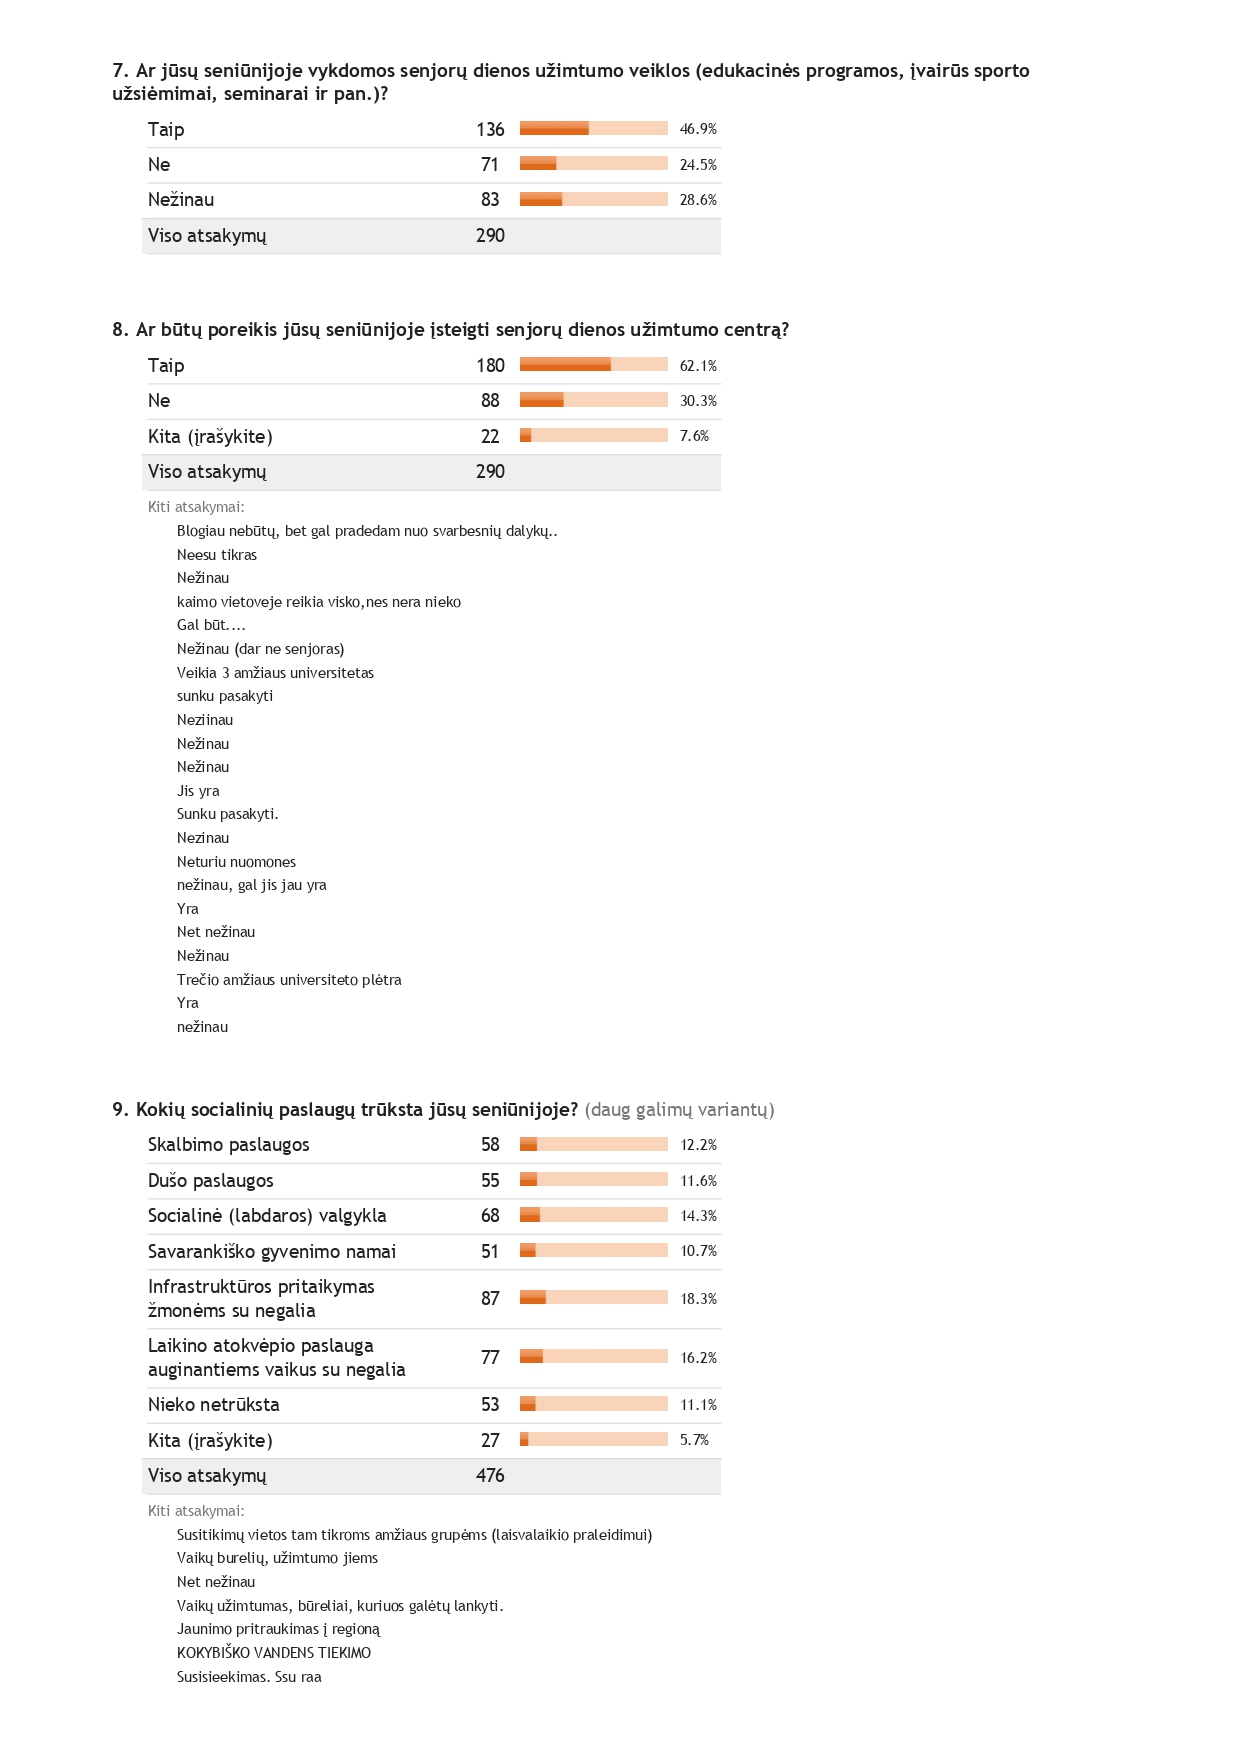 7. Ar jūsų seniūnijoje vykdomos senjorų dienos užimtumo veiklos (edukacinės programos, įvairūs sporto
užsiėmimai, seminarai ir pan.)?
Taip 136 46.9%
Ne 71 24.5%
Nežinau 83 28.6%
Viso atsakymų 290
8. Ar būtų poreikis jūsų seniūnijoje įsteigti senjorų dienos užimtumo centrą?
Taip 180 62.1%
Ne 88 30.3%
Kita (įrašykite) 22 7.6%
Viso atsakymų 290
Kiti atsakymai:
Blogiau nebūtų, bet gal pradedam nuo svarbesnių dalykų..
Neesu tikras
Nežinau
kaimo vietoveje reikia visko,nes nera nieko
Gal būt....
Nežinau (dar ne senjoras)
Veikia 3 amžiaus universitetas
sunku pasakyti
Neziinau
Nežinau
Nežinau
Jis yra
Sunku pasakyti.
Nezinau
Neturiu nuomones
nežinau, gal jis jau yra
Yra
Net nežinau
Nežinau
Trečio amžiaus universiteto plėtra
Yra
nežinau
9. Kokių socialinių paslaugų trūksta jūsų seniūnijoje? (daug galimų variantų)
Skalbimo paslaugos 58 12.2%
Dušo paslaugos 55 11.6%
Socialinė (labdaros) valgykla 68 14.3%
Savarankiško gyvenimo namai 51 10.7%
Infrastruktūros pritaikymas
žmonėms su negalia 87 18.3%
Laikino atokvėpio paslauga
auginantiems vaikus su negalia 77 16.2%
Nieko netrūksta 53 11.1%
Kita (įrašykite) 27 5.7%
Viso atsakymų 476
Kiti atsakymai:
Susitikimų vietos tam tikroms amžiaus grupėms (laisvalaikio praleidimui)
Vaikų burelių, užimtumo jiems
Net nežinau
Vaikų užimtumas, būreliai, kuriuos galėtų lankyti.
Jaunimo pritraukimas į regioną
KOKYBIŠKO VANDENS TIEKIMO
Susisieekimas. Ssu raa